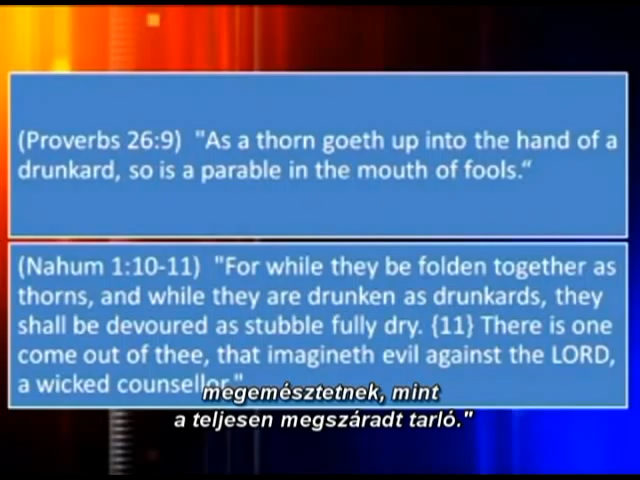 (Proverbs 26:9)  "As a thorn goeth up into the hand of a
drunkard, so is a parable in the mouth of fools.“
(Nahum 1:10-11)  "For while they be folden together as
thorns, and while they are drunken as drunkards, they
shall be devoured as stubble fully dry. {11} There is one
come out of thee, that imagineth evil against the LORD,
a wicked counsellor."
megemésztetnek, mint
a teljesen megszáradt tarló."